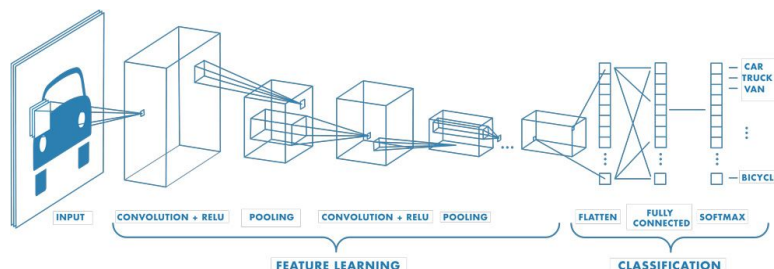 CAR
TRUCK
VAN
BICYCL
INPUT
CONVOLUTION + RELU
POOLING
CONVOLUTION + RELU
POOLING
FLATTEN
FULLY
CONNECTED
SOFTMAX
FEATURE LEARNING
CLASSIFICATION